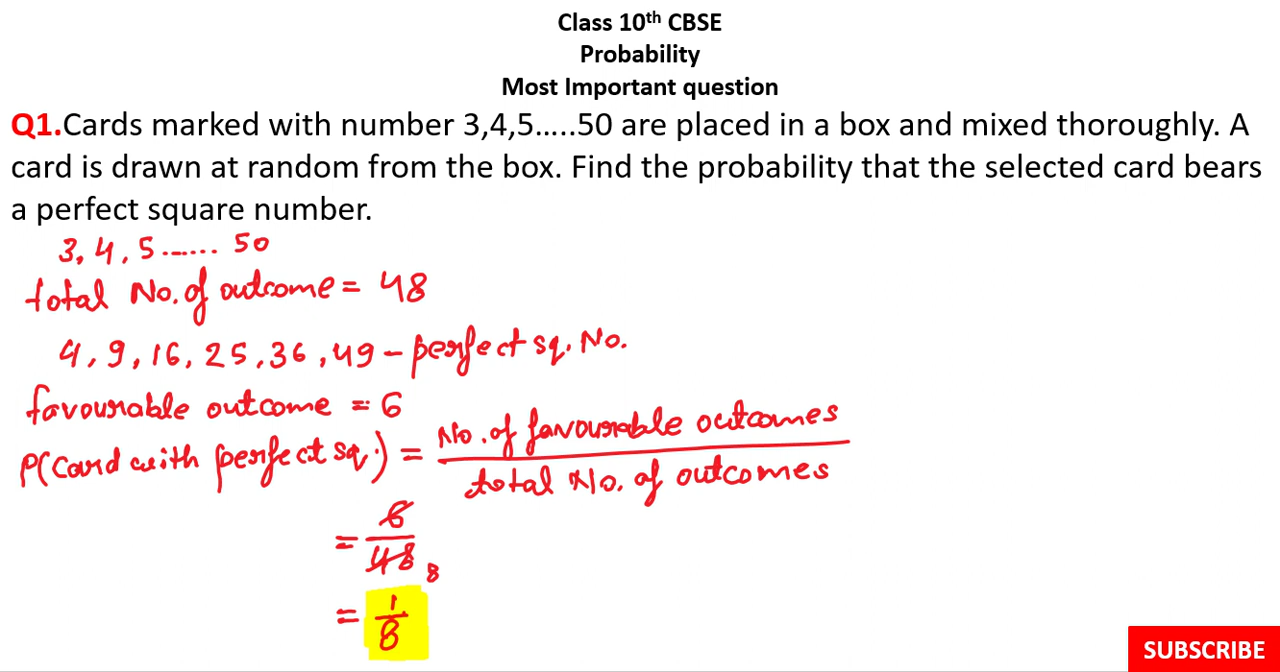 Class 10th CBSE
Probability
Most Important question
Q1.Cards marked with number 3,4,5.....50 are placed in a box and mixed thoroughly. A
card is drawn at random from the box. Find the probability that the selected card bears
a perfect square number.
3, 4, 5 ...... 50
total No. of outcome = 48
4, 9, 16, 25, 36, 49 - perfect sq. No.
favourable outcome = 6
P(Card with perfect sq.) = No. of favourable outcomes
total No. of outcomes
= 6
48 8
= 1
8
SUBSCRIBE